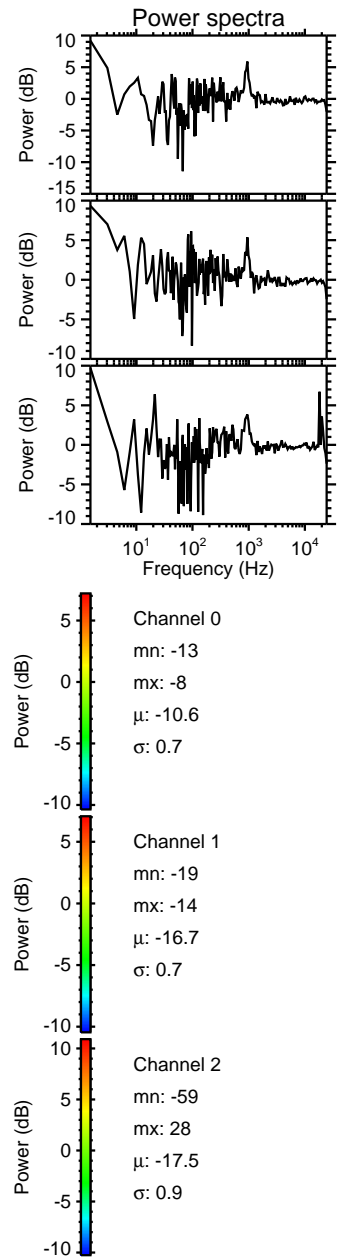 Power spectra
10
5
0
-5
-10
-15
Power (dB)
10
5
0
-5
-10
Power (dB)
10
5
0
-5
-10
Power (dB)
10¹ 10² 10³ 10⁴
Frequency (Hz)
5
0
-5
-10
Power (dB)
Channel 0
mn: -13
mx: -8
μ: -10.6
σ: 0.7
5
0
-5
-10
Power (dB)
Channel 1
mn: -19
mx: -14
μ: -16.7
σ: 0.7
10
5
0
-5
-10
Power (dB)
Channel 2
mn: -59
mx: 28
μ: -17.5
σ: 0.9